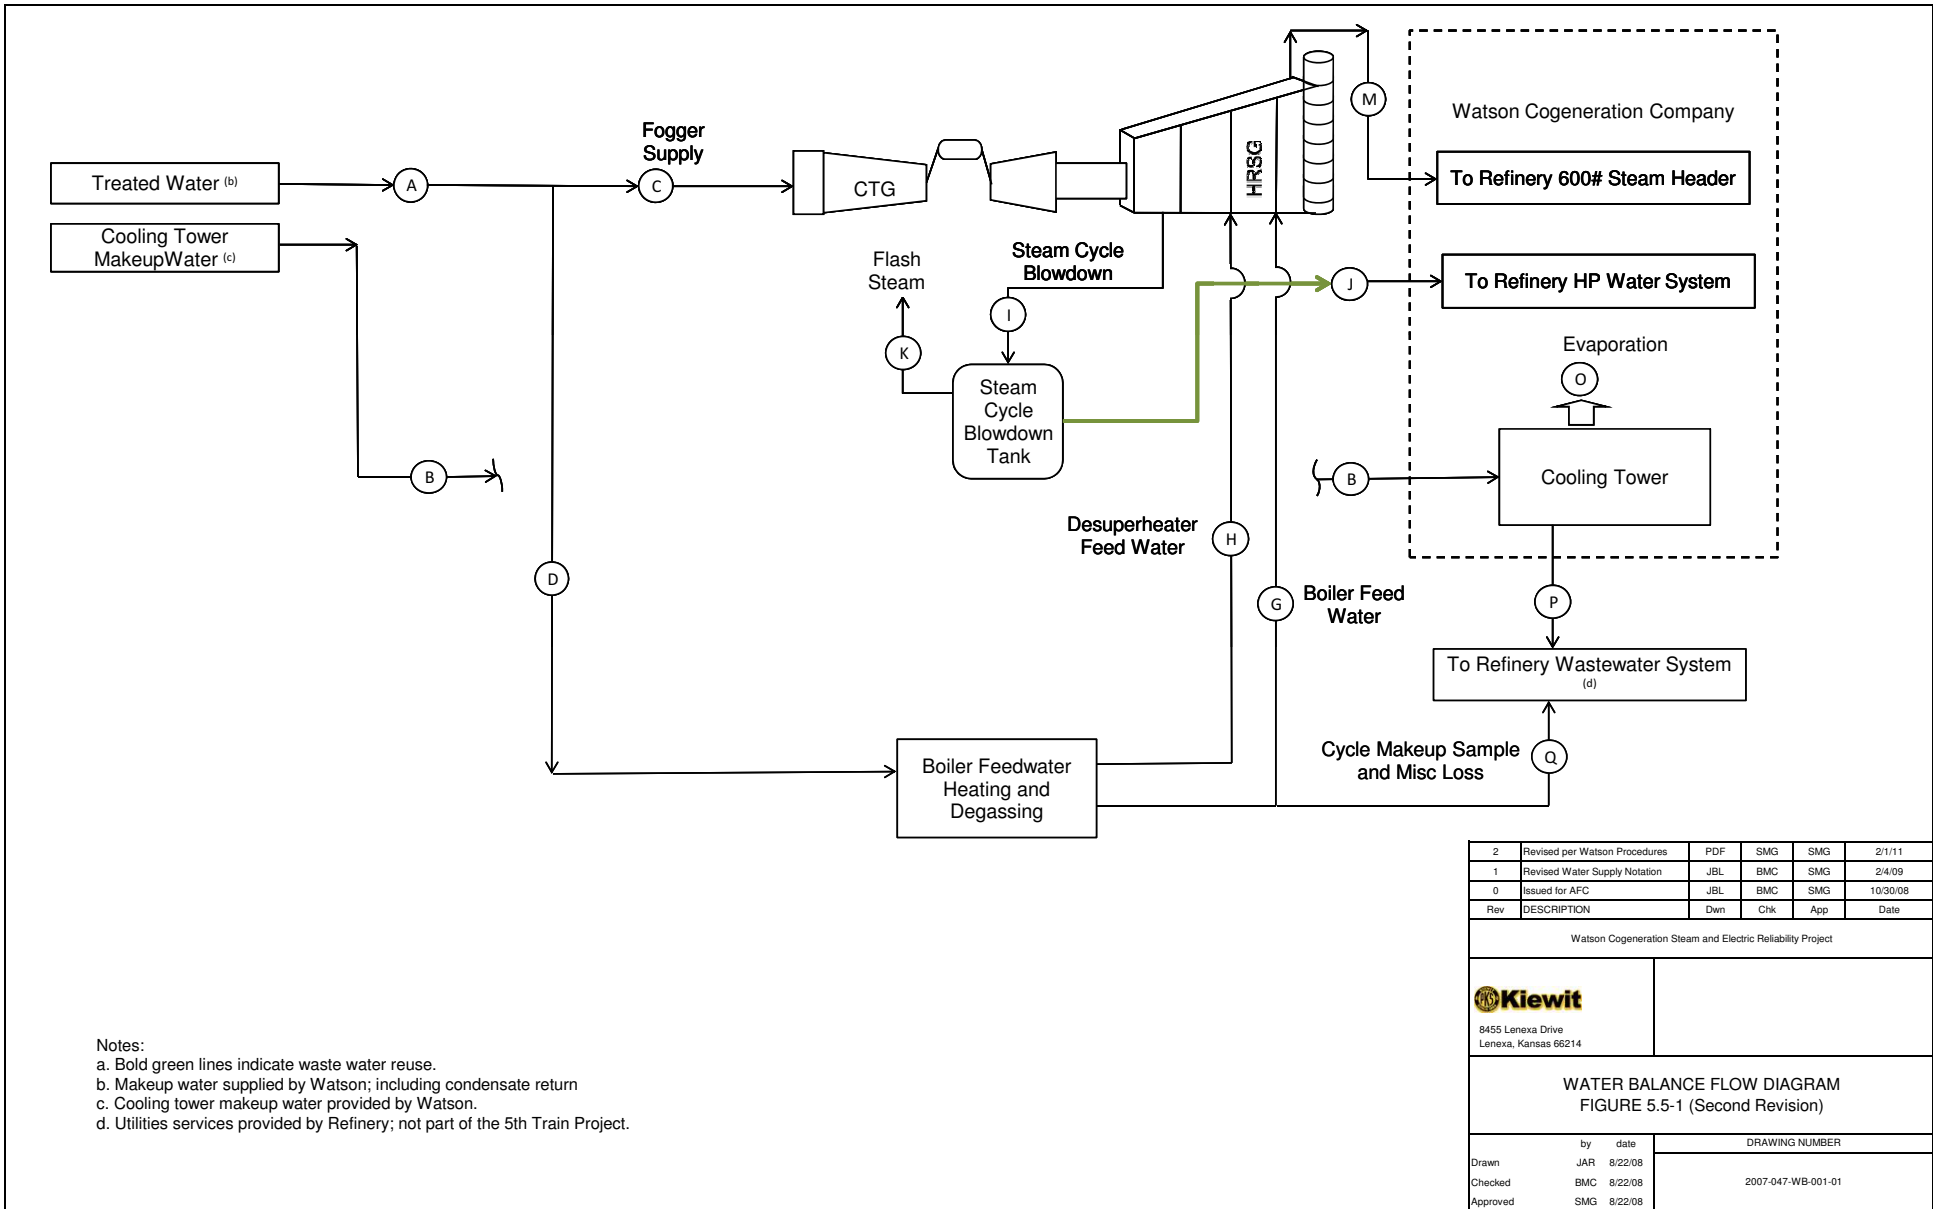 Treated Water (b)
Cooling Tower
MakeupWater (c)
A
B
Fogger
Supply
C
CTG
HRSG
M
Watson Cogeneration Company
To Refinery 600# Steam Header
To Refinery HP Water System
J
Steam Cycle
Blowdown
Flash
Steam
I
K
Steam
Cycle
Blowdown
Tank
Evaporation
O
B
Cooling Tower
Desuperheater
Feed Water
H
D
G
Boiler Feed
Water
P
To Refinery Wastewater System
(d)
Cycle Makeup Sample
and Misc Loss
Q
Boiler Feedwater
Heating and
Degassing
2 Revised per Watson Procedures PDF SMG SMG 2/1/11
1 Revised Water Supply Notation JBL BMC SMG 2/4/09
0 Issued for AFC JBL BMC SMG 10/30/08
Rev DESCRIPTION Dwn Chk App Date
Watson Cogeneration Steam and Electric Reliability Project
PKS Kiewit
8455 Lenexa Drive
Lenexa, Kansas 66214
WATER BALANCE FLOW DIAGRAM
FIGURE 5.5-1 (Second Revision)
by date
Drawn JAR 8/22/08
Checked BMC 8/22/08
Approved SMG 8/22/08
DRAWING NUMBER
2007-047-WB-001-01
Notes:
a. Bold green lines indicate waste water reuse.
b. Makeup water supplied by Watson; including condensate return
c. Cooling tower makeup water provided by Watson.
d. Utilities services provided by Refinery; not part of the 5th Train Project.